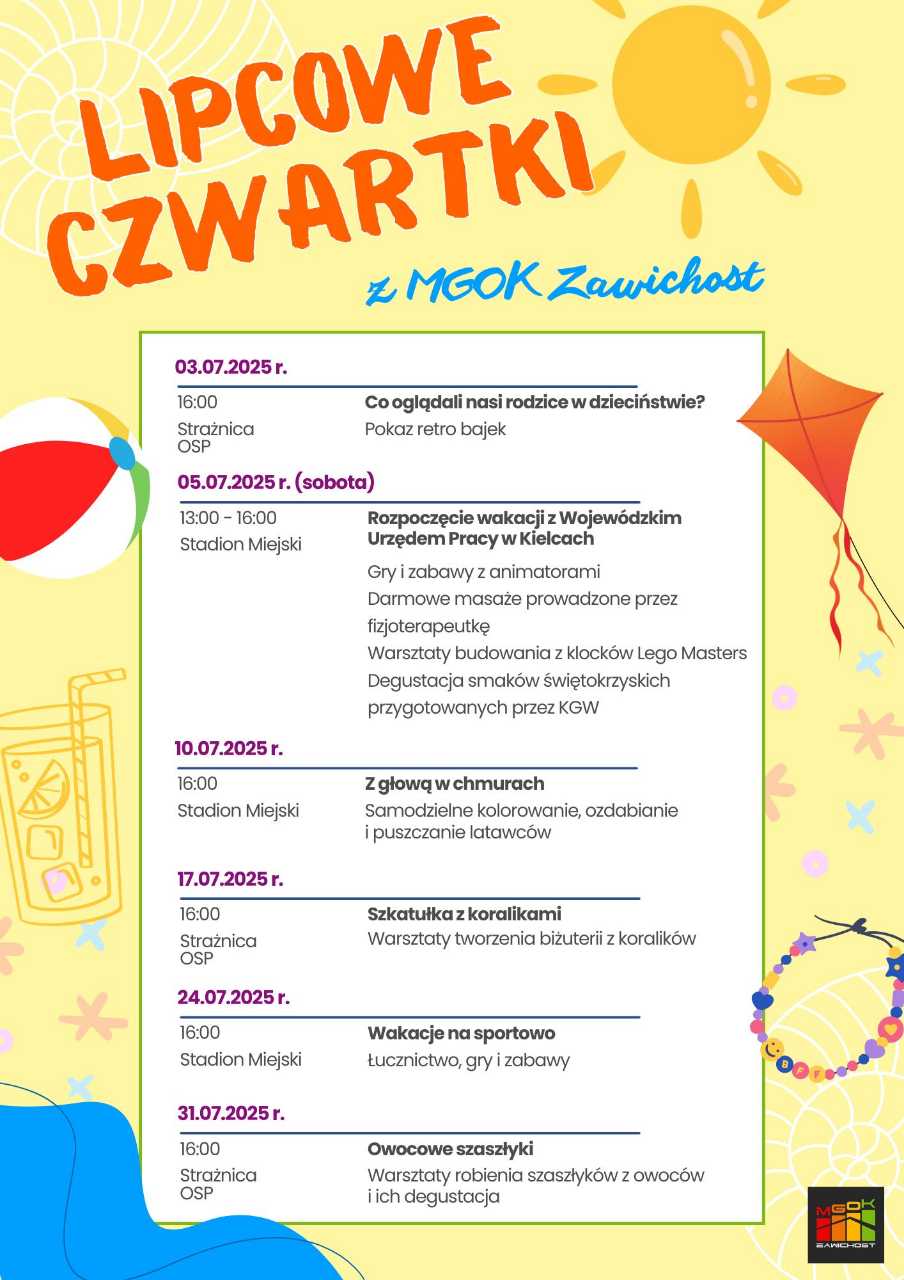 LIPCOWE
CZWARTKI
z MGOK Zawichost
03.07.2025 r.
16:00
Strażnica
OSP
Co oglądali nasi rodzice w dzieciństwie?
Pokaz retro bajek
05.07.2025 r. (sobota)
13:00 - 16:00
Stadion Miejski
Rozpoczęcie wakacji z Wojewódzkim
Urzędem Pracy w Kielcach
Gry i zabawy z animatorami
Darmowe masaże prowadzone przez
fizjoterapeutkę
Warsztaty budowania z klocków Lego Masters
Degustacja smaków świętokrzyskich
przygotowanych przez KGW
10.07.2025 r.
16:00
Stadion Miejski
Z głową w chmurach
Samodzielne kolorowanie, ozdabianie
i puszczanie latawców
17.07.2025 r.
16:00
Strażnica
OSP
Szkatułka z koralikami
Warsztaty tworzenia biżuterii z koralików
24.07.2025 r.
16:00
Stadion Miejski
Wakacje na sportowo
Łucznictwo, gry i zabawy
31.07.2025 r.
16:00
Strażnica
OSP
Owocowe szaszłyki
Warsztaty robienia szaszłyków z owoców
i ich degustacja
BFF
MGOK
ZAWICHOST